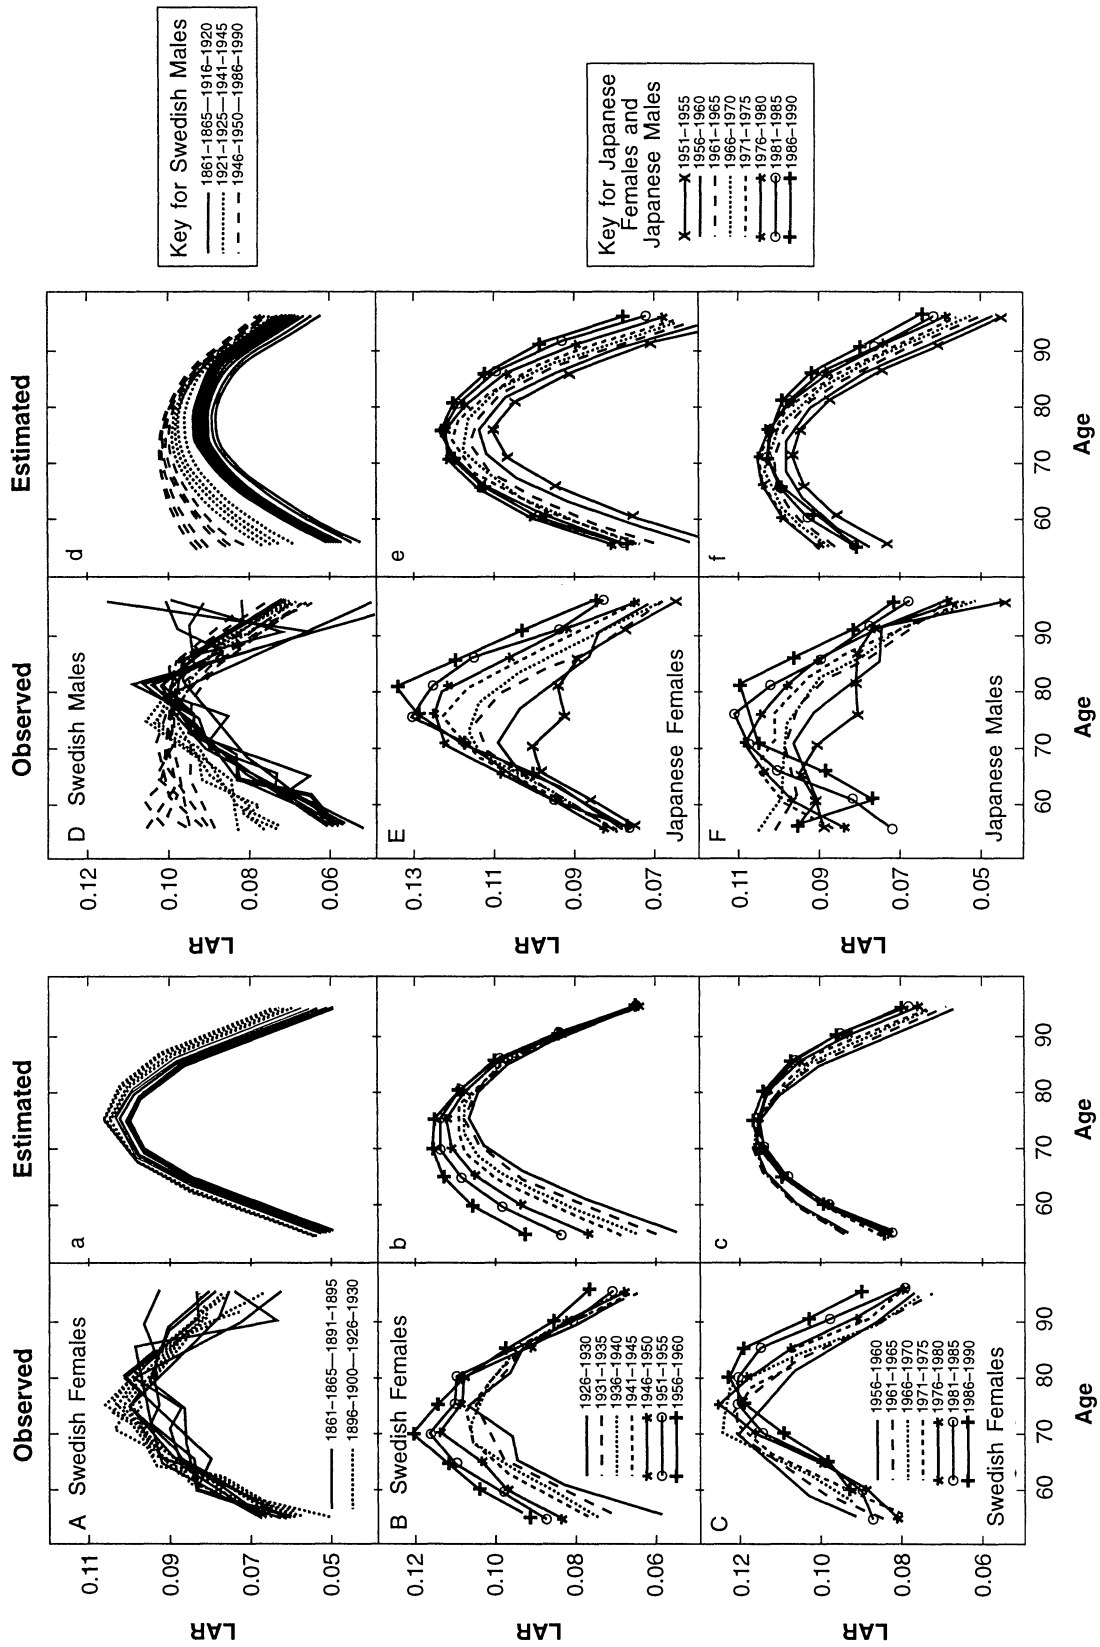 Observed
Estimated
Observed
Estimated
A
Swedish Females
1861–1865—1891–1895
1896–1900—1926–1930
a
D
Swedish Males
d
Key for Swedish Males
1861–1865—1916–1920
1921–1925—1941–1945
1946–1950—1986–1990
LAR
0.11
0.09
0.07
0.05
LAR
0.12
0.10
0.08
0.06
B
Swedish Females
1926–1930
1931–1935
1936–1940
1941–1945
1946–1950
1951–1955
1956–1960
b
E
Japanese Females
e
LAR
0.12
0.10
0.08
0.06
LAR
0.13
0.11
0.09
0.07
Key for Japanese
Females and
Japanese Males
1951–1955
1956–1960
1961–1965
1966–1970
1971–1975
1976–1980
1981–1985
1986–1990
C
1956–1960
1961–1965
1966–1970
1971–1975
1976–1980
1981–1985
1986–1990
Swedish Females
c
F
Japanese Males
f
LAR
0.12
0.10
0.08
0.06
LAR
0.11
0.09
0.07
0.05
60 70 80 90
60 70 80 90
60 70 80 90
60 70 80 90
Age
Age
Age
Age